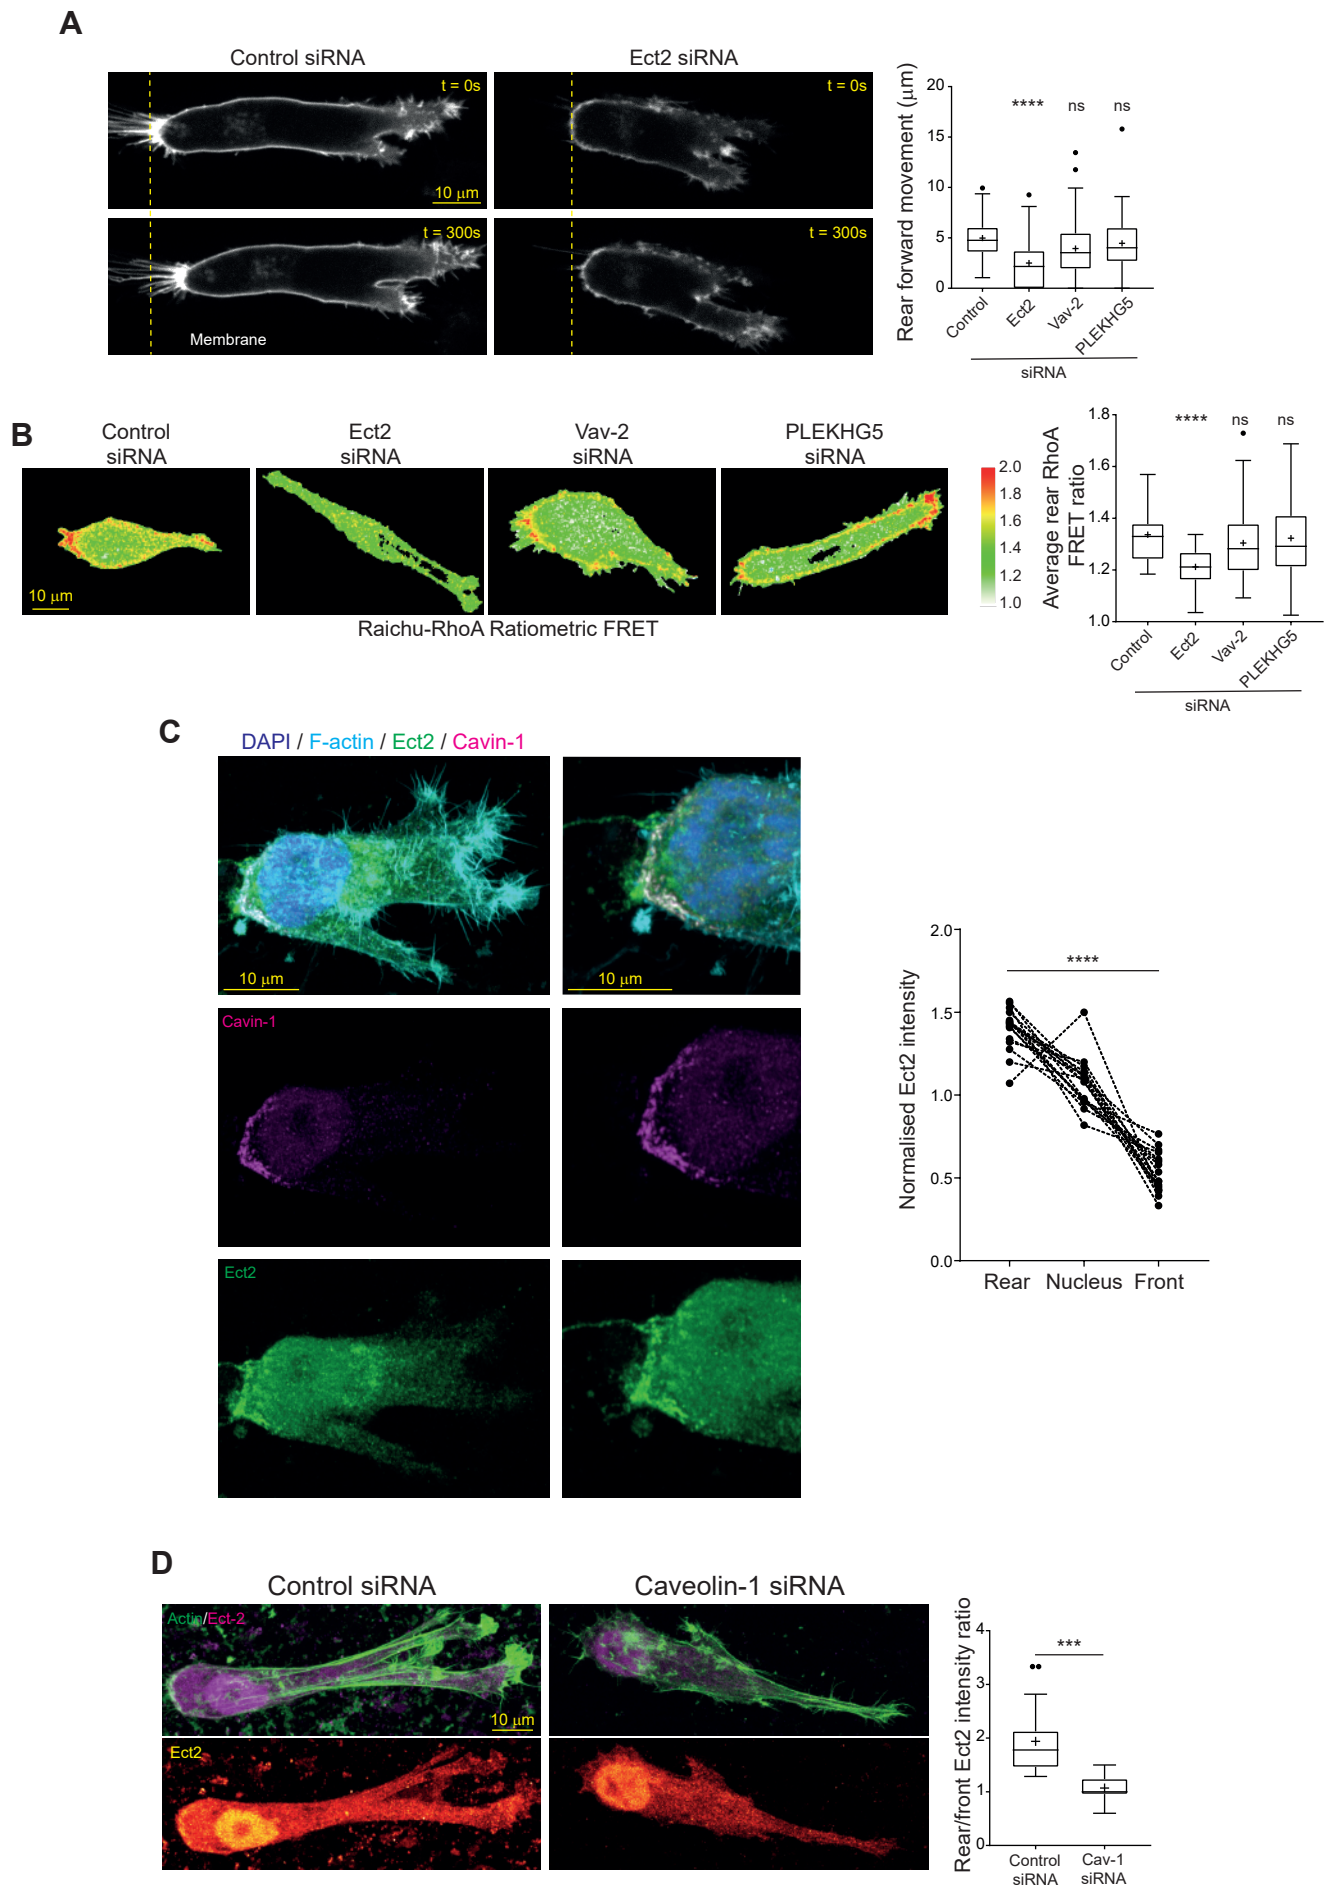 A
Control siRNA
Ect2 siRNA
t = 0s
t = 0s
10 μm
t = 300s
t = 300s
Membrane
Rear forward movement (μm)
20
15
10
5
0
**** ns ns
Control
Ect2
Vav-2
PLEKHG5
siRNA
B
Control
siRNA
Ect2
siRNA
Vav-2
siRNA
PLEKHG5
siRNA
10 μm
Raichu-RhoA Ratiometric FRET
2.0
1.8
1.6
1.4
1.2
1.0
Average rear RhoA
FRET ratio
1.8
1.6
1.4
1.2
1.0
**** ns ns
Control
Ect2
Vav-2
PLEKHG5
siRNA
C
DAPI / F-actin / Ect2 / Cavin-1
10 μm
10 μm
Cavin-1
Ect2
Normalised Ect2 intensity
2.0
1.5
1.0
0.5
0.0
****
Rear Nucleus Front
D
Control siRNA
Caveolin-1 siRNA
Actin/Ect-2
10 μm
Ect2
Rear/front Ect2 intensity ratio
4
3
2
1
0
***
Control
siRNA
Cav-1
siRNA